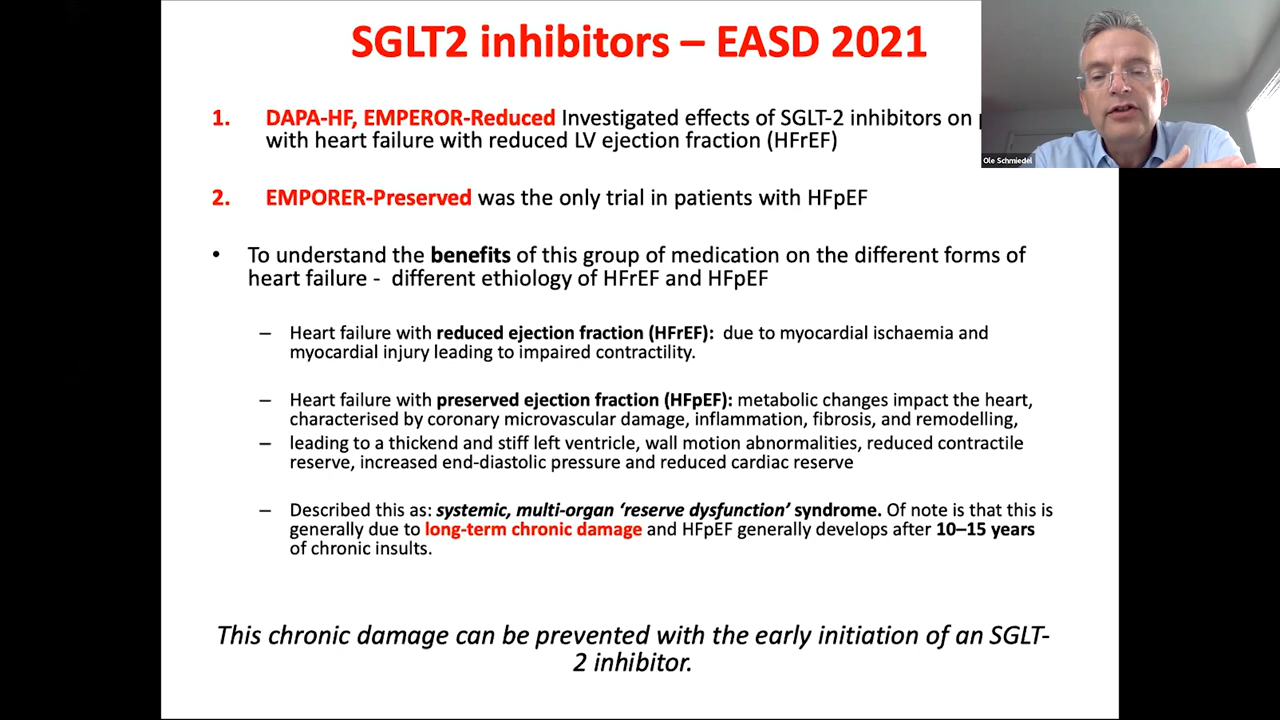 SGLT2 inhibitors – EASD 2021
1. DAPA-HF, EMPEROR-Reduced Investigated effects of SGLT-2 inhibitors on
with heart failure with reduced LV ejection fraction (HFrEF)
2. EMPORER-Preserved was the only trial in patients with HFpEF
• To understand the benefits of this group of medication on the different forms of
heart failure - different ethiology of HFrEF and HFpEF
– Heart failure with reduced ejection fraction (HFrEF): due to myocardial ischaemia and
myocardial injury leading to impaired contractility.
– Heart failure with preserved ejection fraction (HFpEF): metabolic changes impact the heart,
characterised by coronary microvascular damage, inflammation, fibrosis, and remodelling,
– leading to a thickend and stiff left ventricle, wall motion abnormalities, reduced contractile
reserve, increased end-diastolic pressure and reduced cardiac reserve
– Described this as: systemic, multi-organ ‘reserve dysfunction’ syndrome. Of note is that this is
generally due to long-term chronic damage and HFpEF generally develops after 10–15 years
of chronic insults.
This chronic damage can be prevented with the early initiation of an SGLT-
2 inhibitor.
Ole Schmiedel